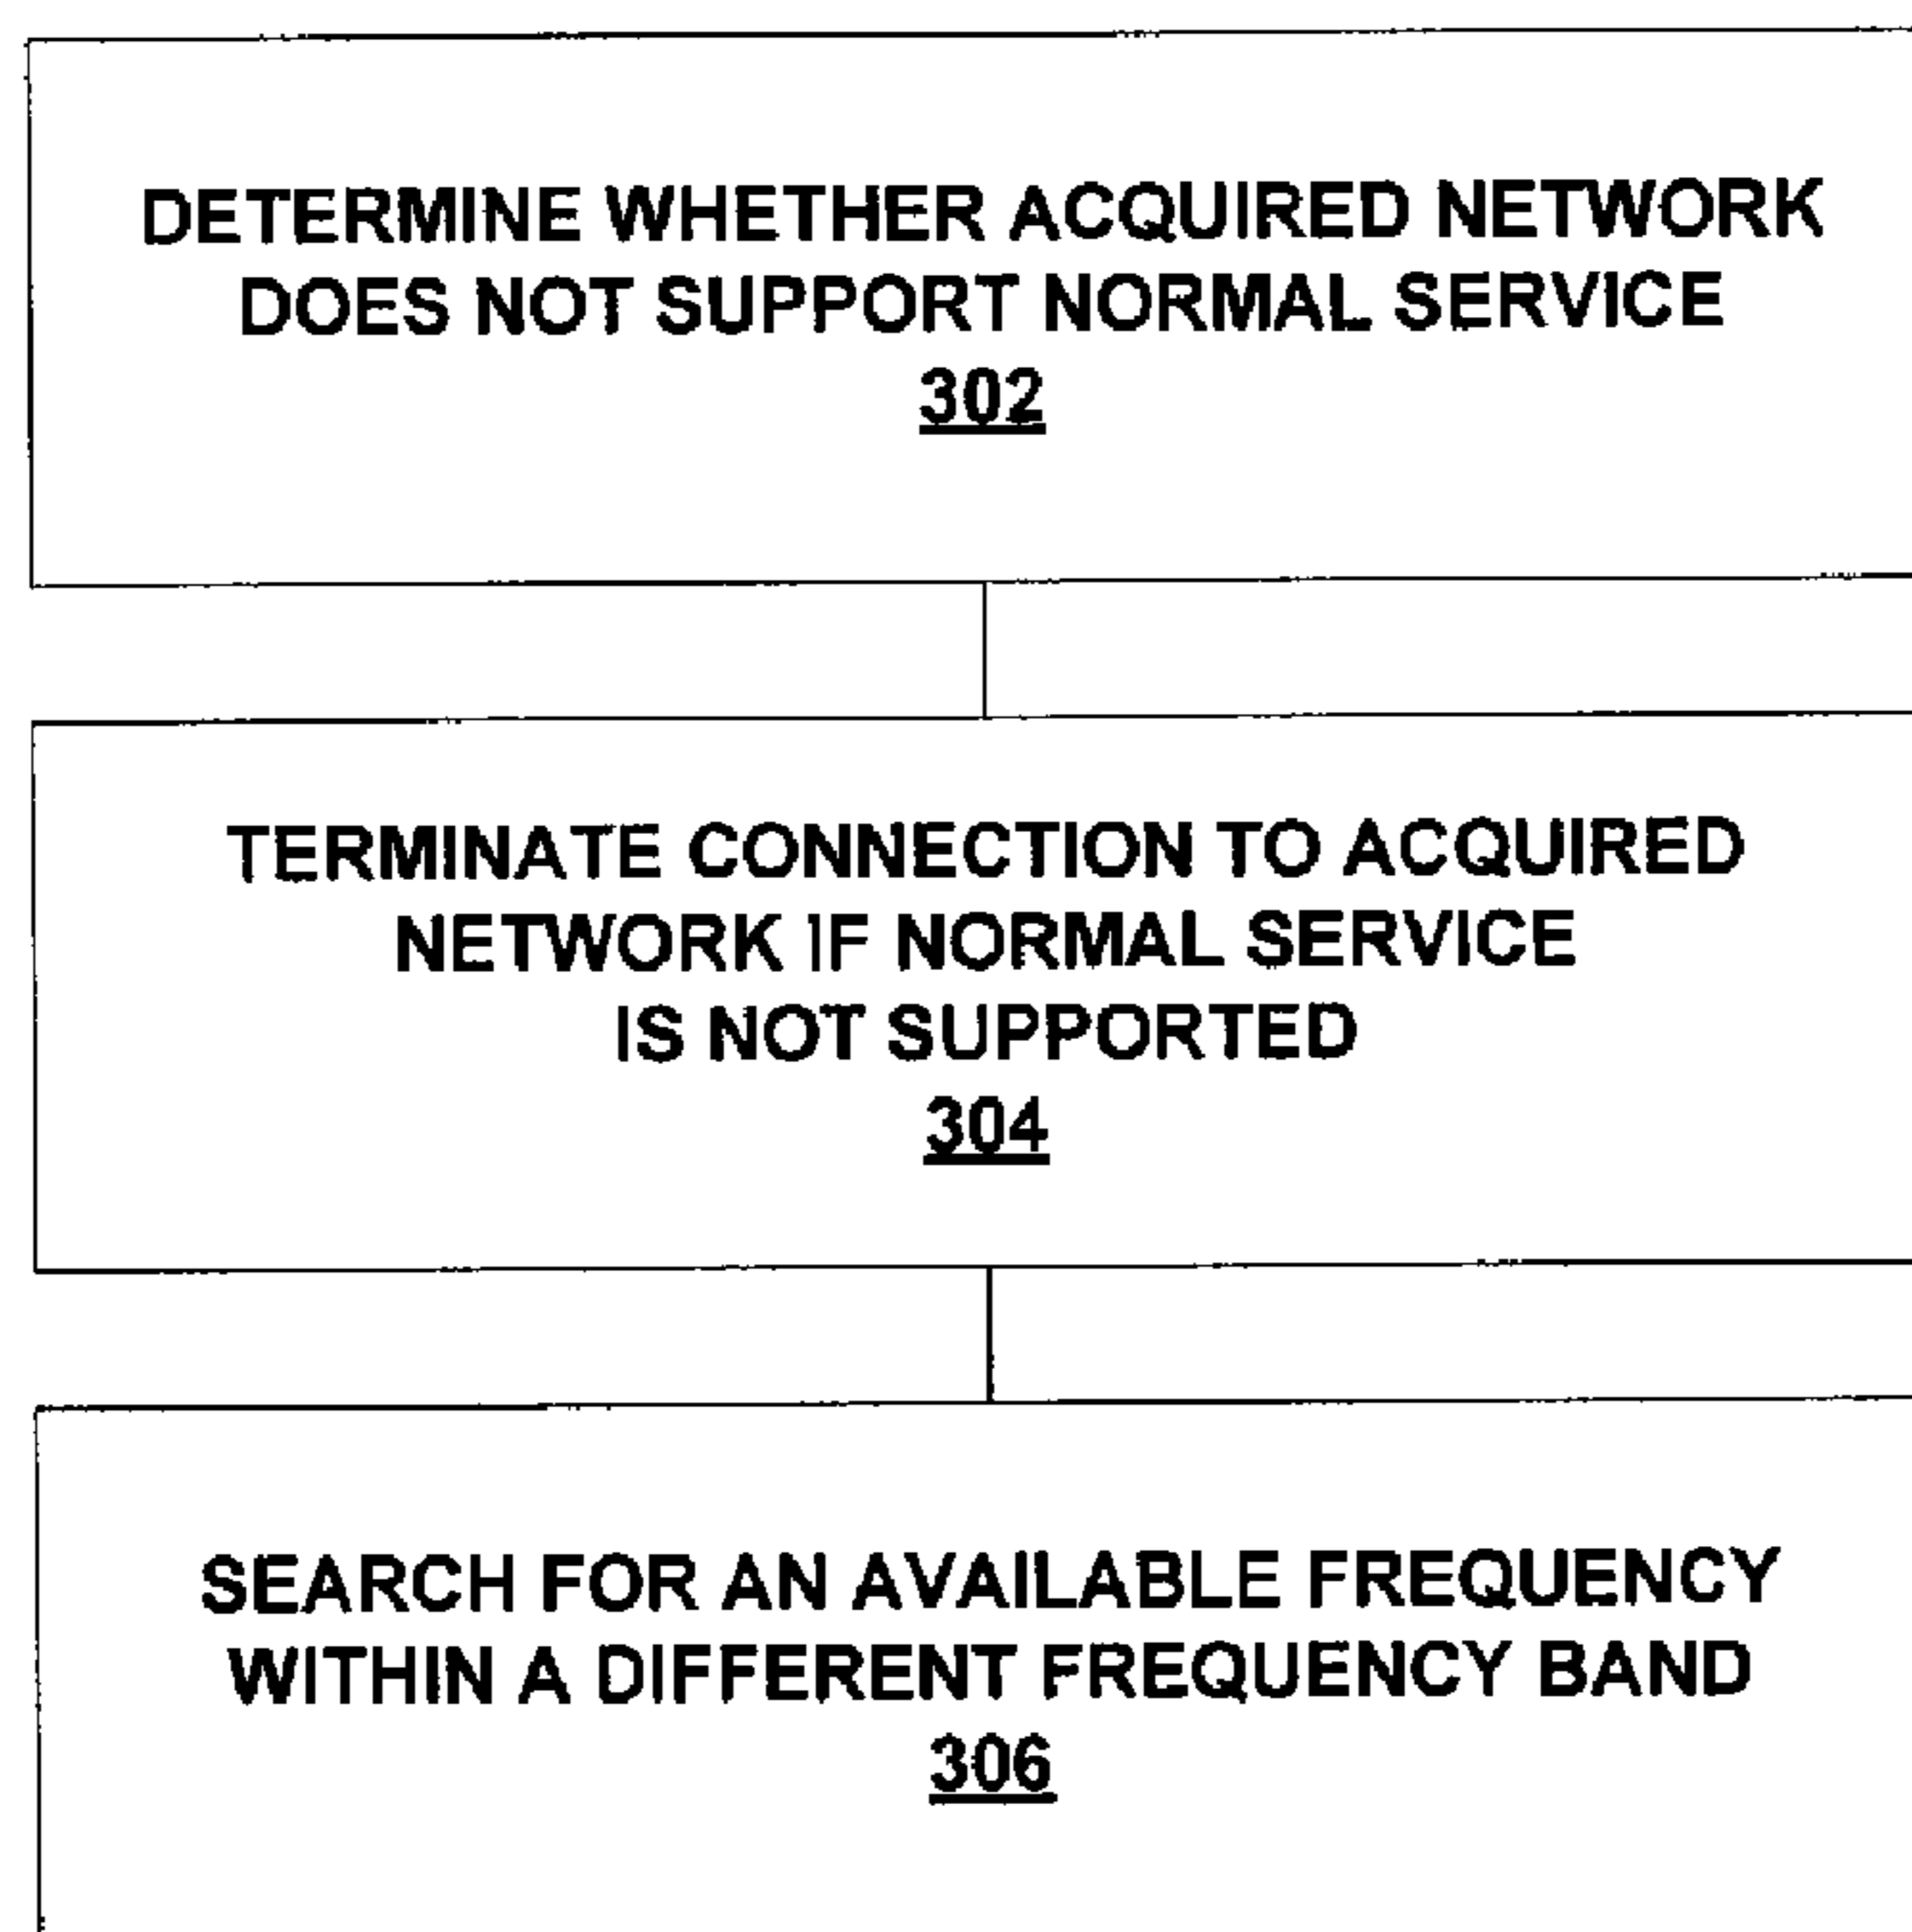 DETERMINE WHETHER ACQUIRED NETWORK
DOES NOT SUPPORT NORMAL SERVICE
302
TERMINATE CONNECTION TO ACQUIRED
NETWORK IF NORMAL SERVICE
IS NOT SUPPORTED
304
SEARCH FOR AN AVAILABLE FREQUENCY
WITHIN A DIFFERENT FREQUENCY BAND
306